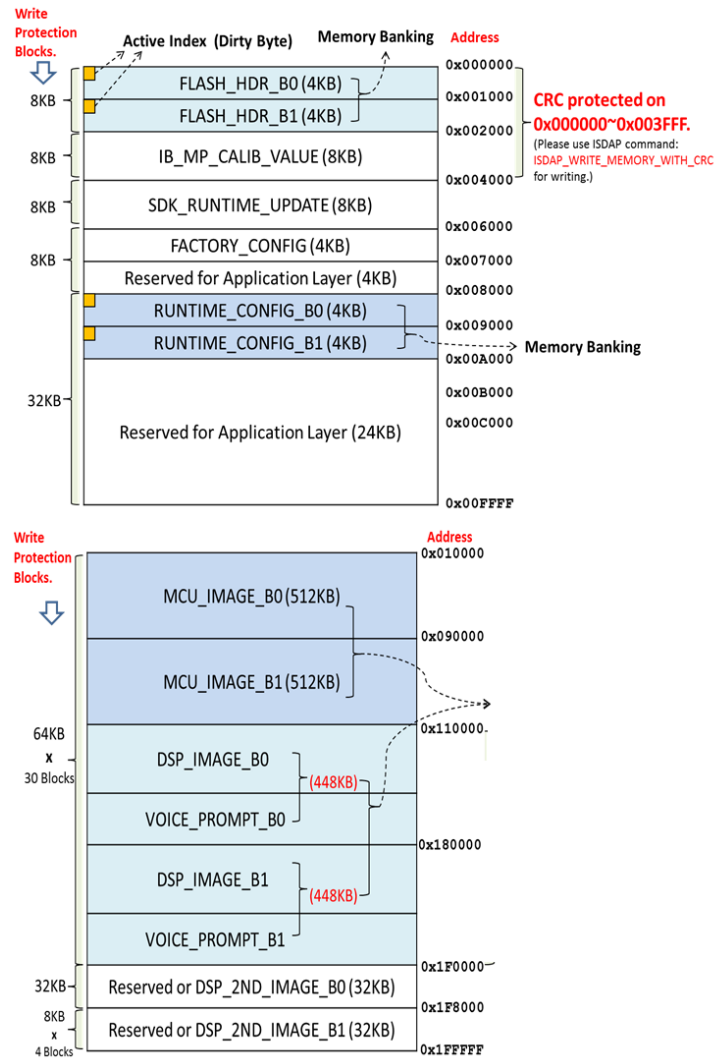 Write
Protection
Blocks.
Active Index (Dirty Byte)
Memory Banking
Address
0x000000
FLASH_HDR_B0 (4KB)
0x001000
8KB
FLASH_HDR_B1 (4KB)
0x002000
CRC protected on
0x000000~0x003FFF.
(Please use ISDAP command:
ISDAP_WRITE_MEMORY_WITH_CRC
for writing.)
8KB
IB_MP_CALIB_VALUE (8KB)
0x004000
8KB
SDK_RUNTIME_UPDATE (8KB)
0x006000
FACTORY_CONFIG (4KB)
8KB
0x007000
Reserved for Application Layer (4KB)
0x008000
RUNTIME_CONFIG_B0 (4KB)
0x009000
RUNTIME_CONFIG_B1 (4KB)
Memory Banking
0x00A000
0x00B000
32KB
0x00C000
Reserved for Application Layer (24KB)
0x00FFFF
Write
Protection
Blocks.
Address
0x010000
MCU_IMAGE_B0 (512KB)
0x090000
MCU_IMAGE_B1 (512KB)
0x110000
64KB
x
30 Blocks
DSP_IMAGE_B0
(448KB)
VOICE_PROMPT_B0
0x180000
DSP_IMAGE_B1
(448KB)
VOICE_PROMPT_B1
0x1F0000
32KB
Reserved or DSP_2ND_IMAGE_B0 (32KB)
0x1F8000
8KB
x
4 Blocks
Reserved or DSP_2ND_IMAGE_B1 (32KB)
0x1FFFFF